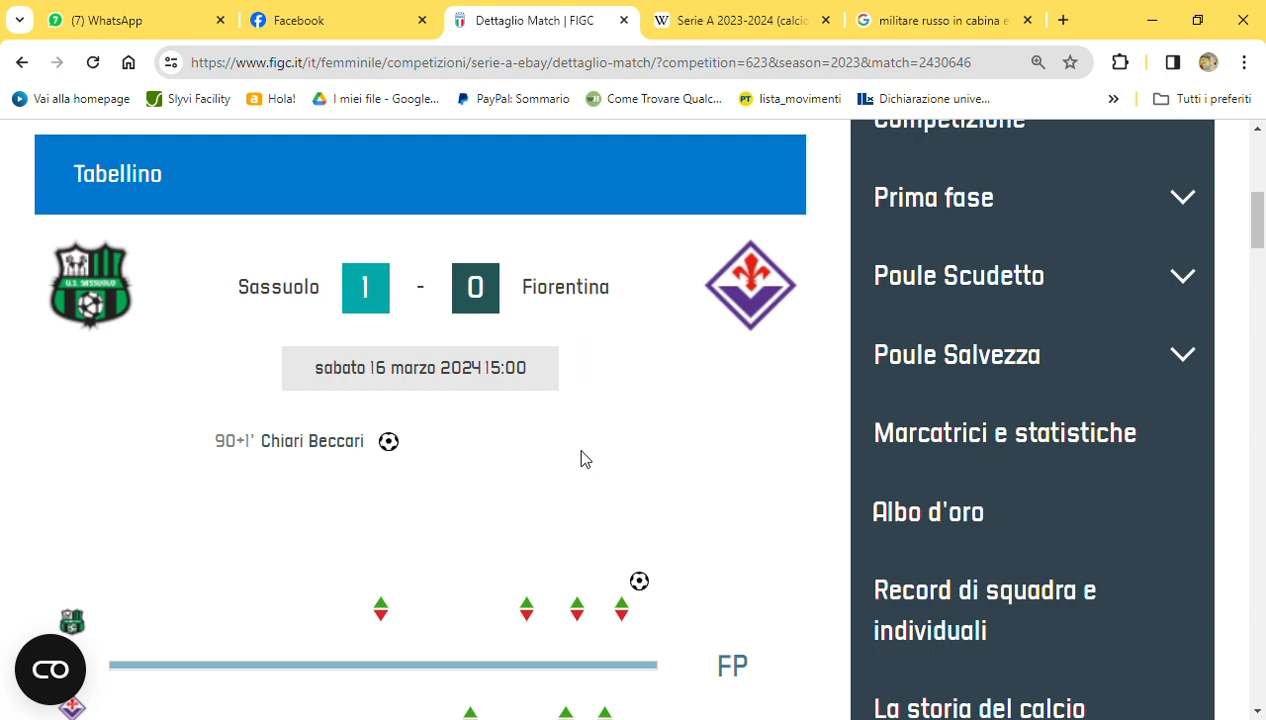 (7) WhatsApp
Facebook
Dettaglio Match | FIGC
Serie A 2023-2024 (calcio
militare russo in cabina e
https://www.figc.it/it/femminile/competizioni/serie-a-ebay/dettaglio-match/?competition=623&season=2023&match=2430646
Vai alla homepage
Slyvi Facility
Hola!
I miei file - Google...
PayPal: Sommario
Come Trovare Qualc...
lista_movimenti
Dichiarazione unive...
Tutti i preferiti
Tabellino
U.S. SASSUOLO
Sassuolo
1
-
0
Fiorentina
sabato 16 marzo 2024 15:00
90+1' Chiari Beccari
FP
Competizione
Prima fase
Poule Scudetto
Poule Salvezza
Marcatrici e statistiche
Albo d'oro
Record di squadra e
individuali
La storia del calcio